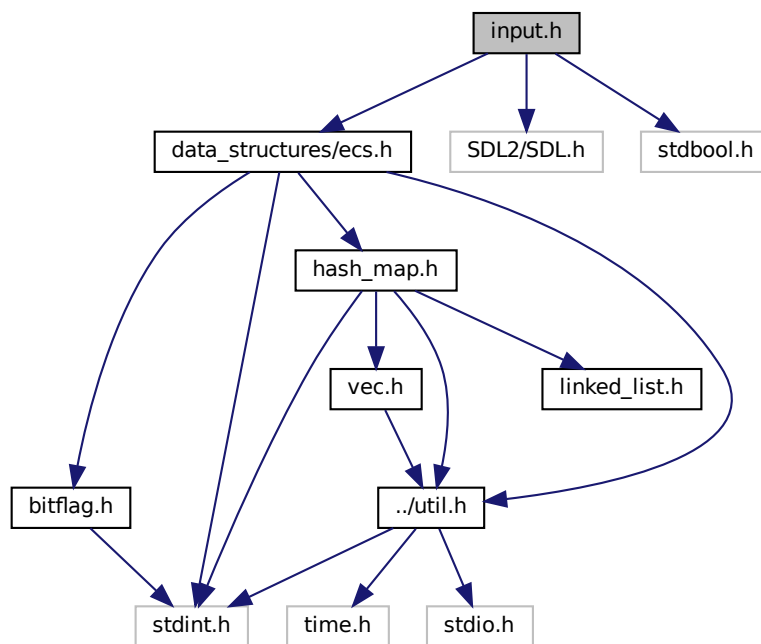 input.h
data_structures/ecs.h
SDL2/SDL.h
stdbool.h
hash_map.h
vec.h
linked_list.h
bitflag.h
../util.h
stdint.h
time.h
stdio.h